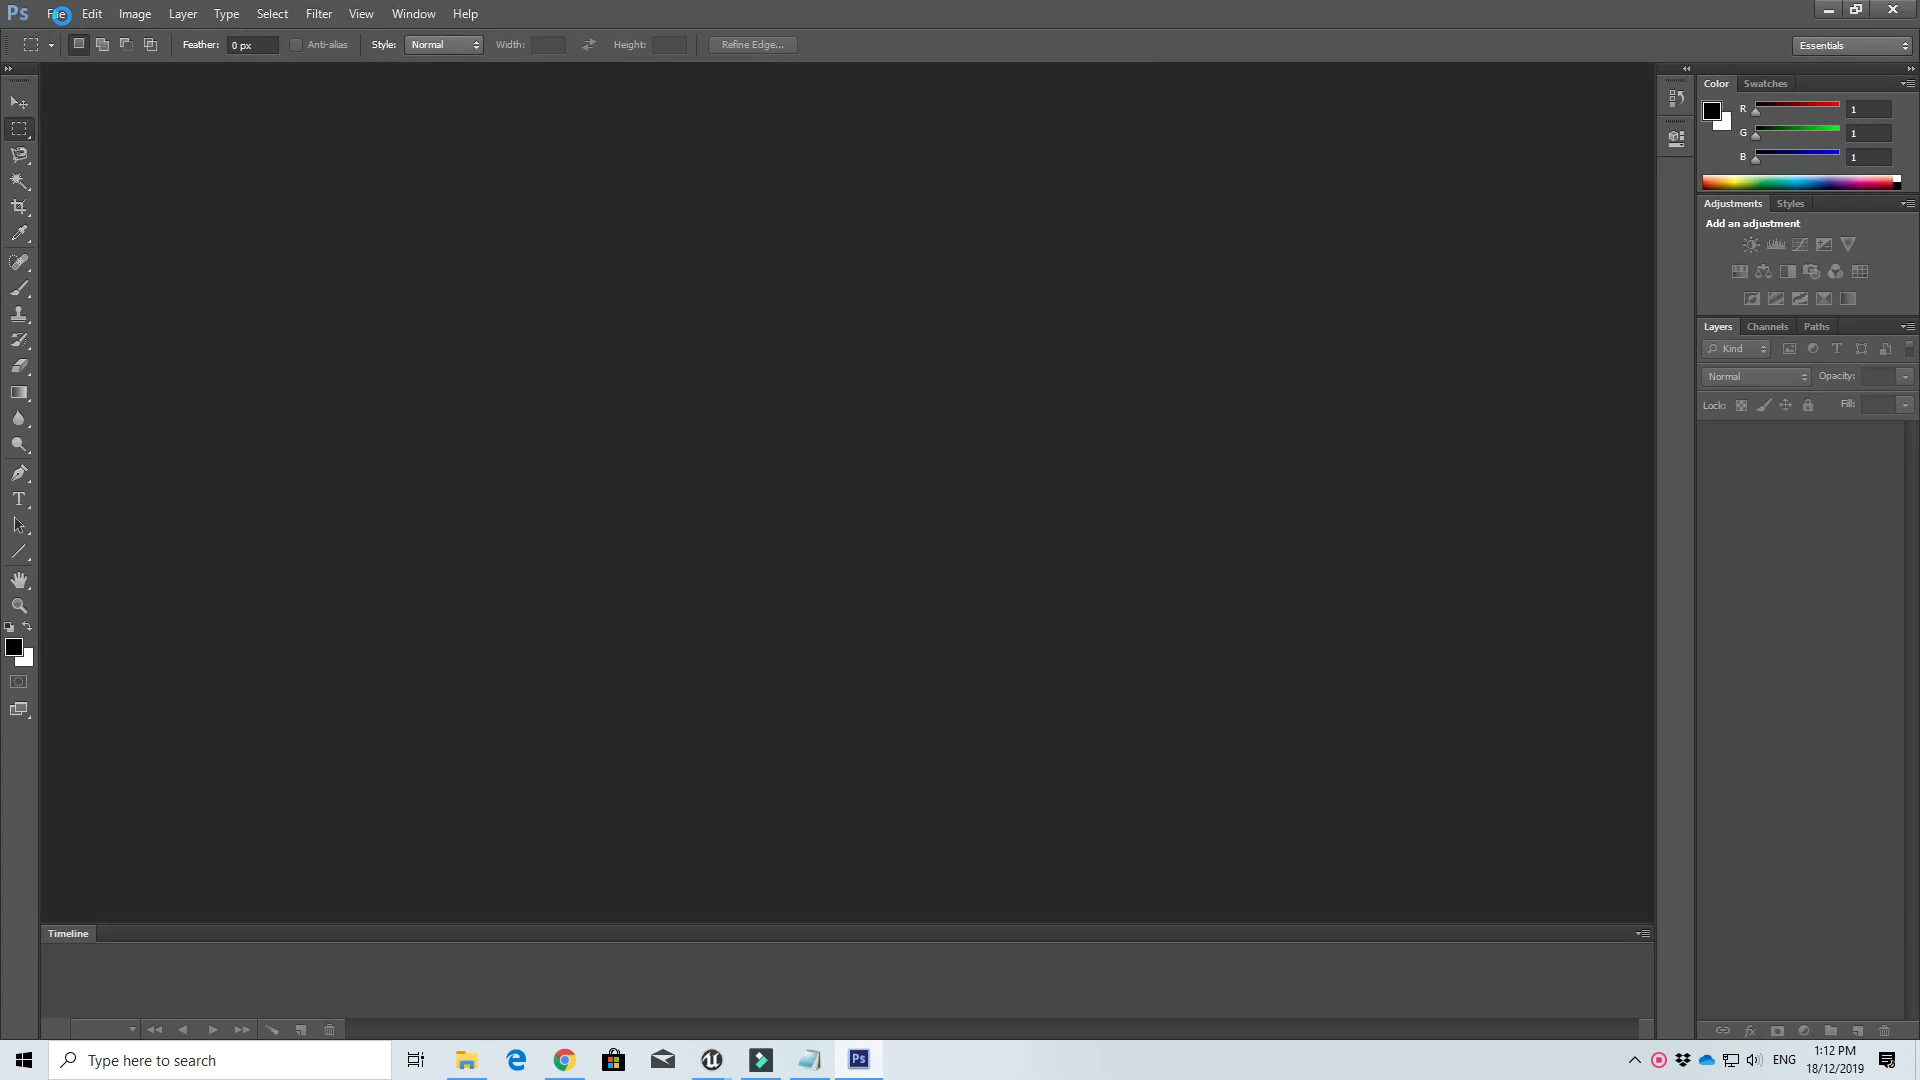 Ps File Edit Image Layer Type Select Filter View Window Help
Feather: 0 px Anti-alias Style: Normal Width: Height: Refine Edge... Essentials
Color Swatches
R 1
G 1
B 1
Adjustments Styles
Add an adjustment
Layers Channels Paths
Kind
Normal Opacity:
Lock: Fill:
Timeline
Type here to search
Ps
ENG
1:12 PM
18/12/2019